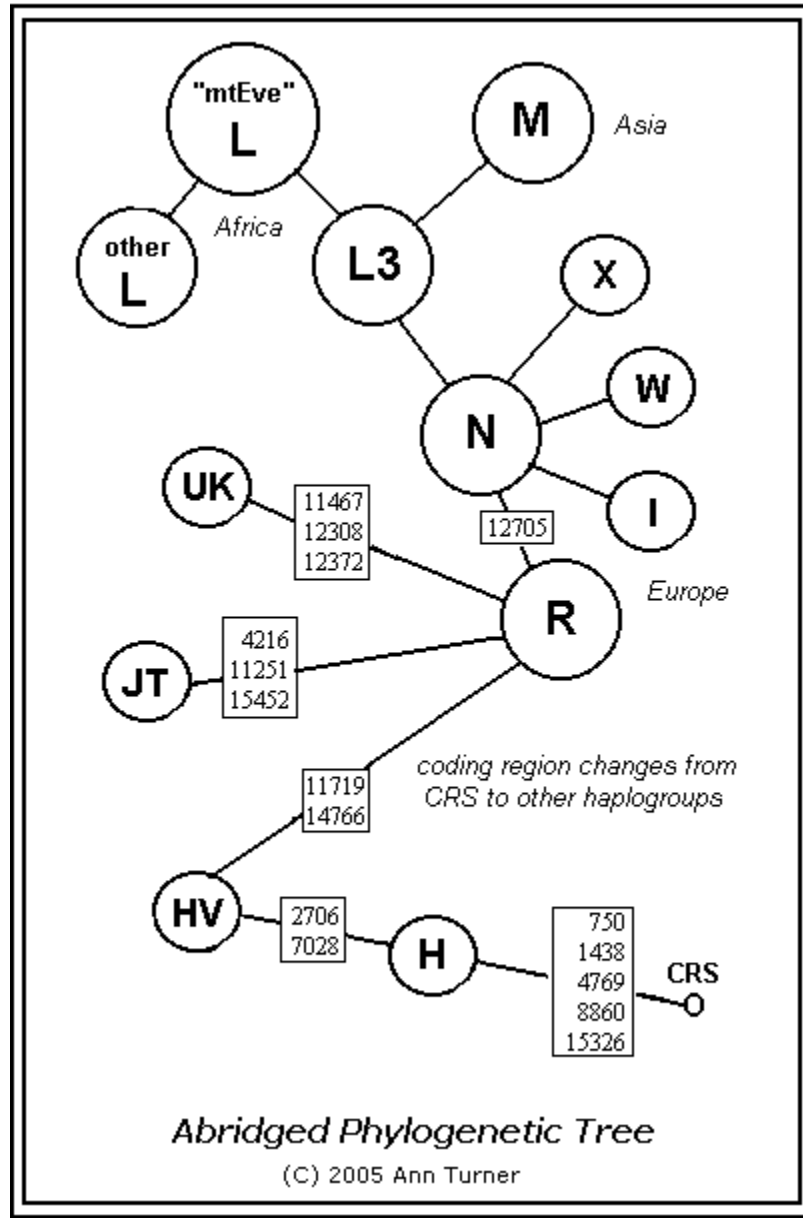 "mtEve"
L
M
Asia
other
L
Africa
L3
X
W
N
UK
11467
12308
12372
12705
I
Europe
R
4216
11251
15452
JT
11719
14766
coding region changes from
CRS to other haplogroups
HV
2706
7028
H
750
1438
4769
8860
15326
CRS
Abridged Phylogenetic Tree
(C) 2005 Ann Turner